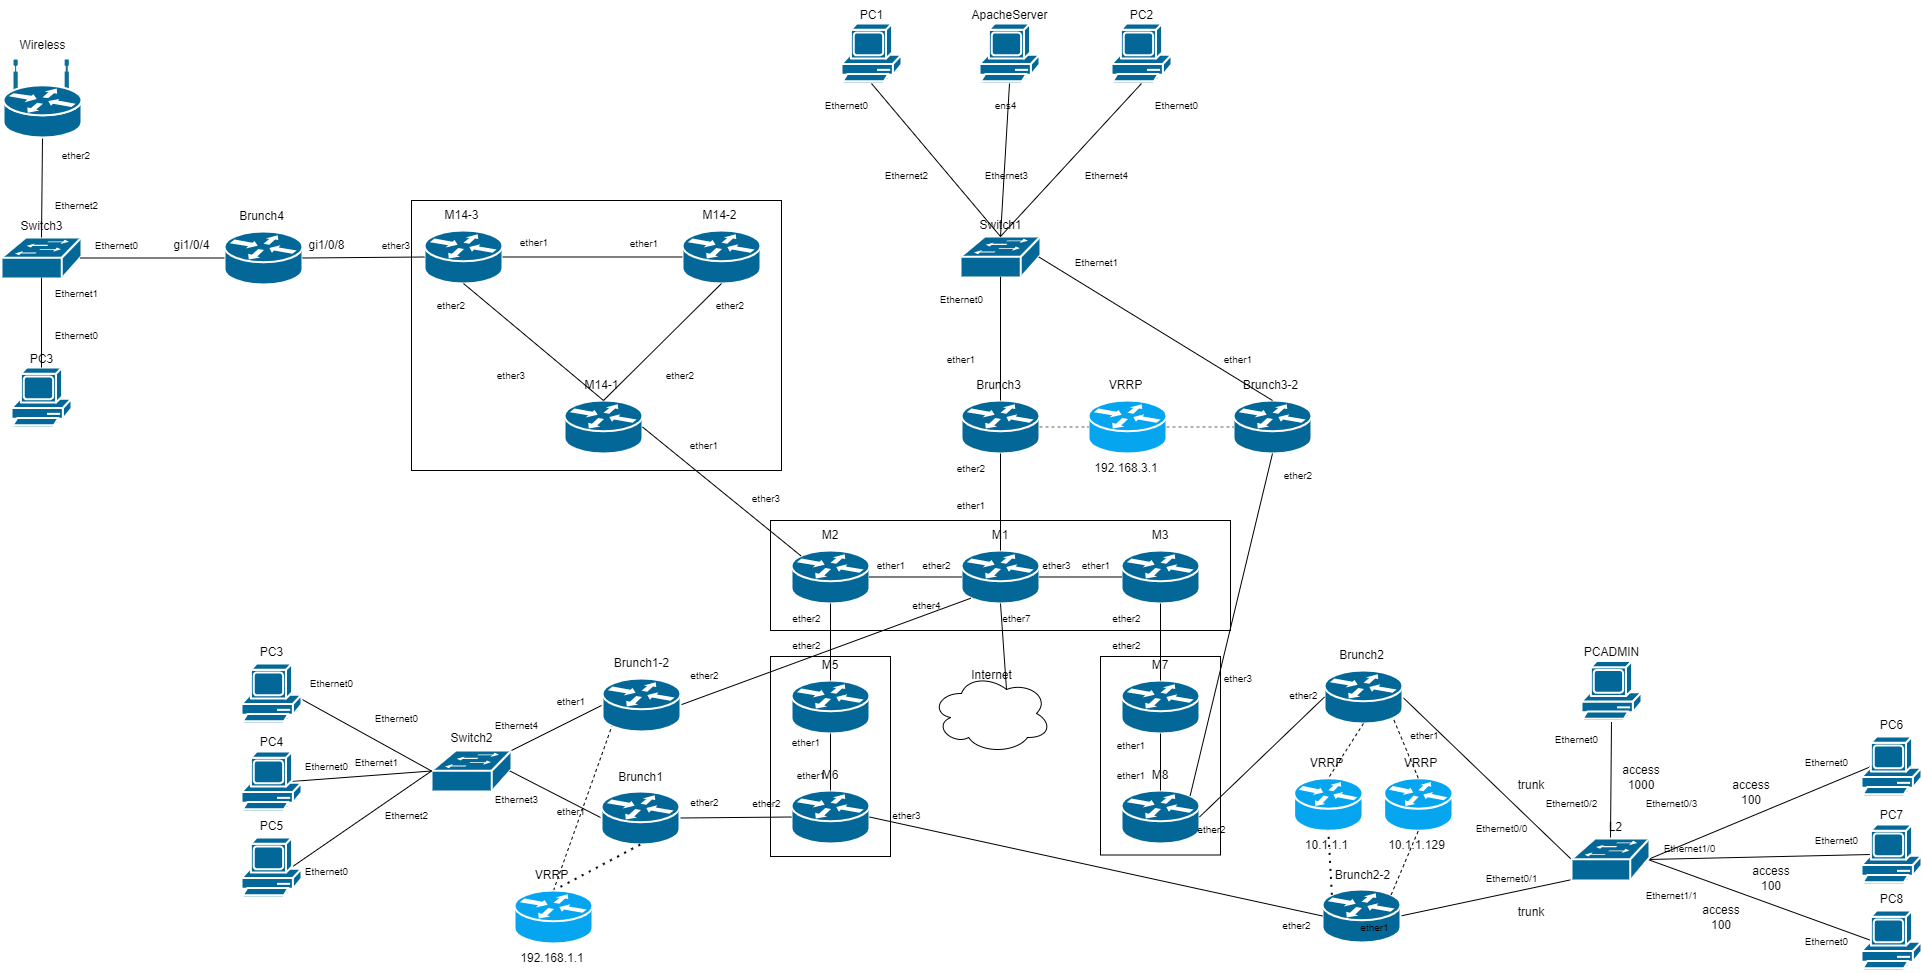 PC1
ApacheServer
PC2
Wireless
Ethernet0
ens4
Ethernet0
ether2
Ethernet2
Ethernet3
Ethernet4
Ethernet2
Switch3
Brunch4
M14-3
M14-2
Switch1
Ethernet0
gi1/0/4
gi1/0/8
ether3
ether1
ether1
Ethernet1
Ethernet1
ether2
ether2
Ethernet0
Ethernet0
PC3
ether3
ether2
M14-1
ether1
ether1
Brunch3
VRRP
Brunch3-2
ether1
ether2
192.168.3.1
ether2
ether3
ether1
M2
M1
M3
ether1
ether2
ether3
ether1
ether2
ether4
ether7
ether2
ether2
ether2
PC3
Brunch1-2
M5
Internet
M7
Brunch2
PCADMIN
Ethernet0
ether2
ether3
ether2
Ethernet0
Ethernet4
ether1
PC4
Switch2
ether1
ether1
ether1
Ethernet0
PC6
Ethernet0
Ethernet1
Brunch1
ether1
M6
ether1
M8
VRRP
VRRP
access
1000
Ethernet0
Ethernet3
ether1
ether2
ether2
ether3
ether2
trunk
Ethernet0/2
Ethernet0/3
access
100
PC5
Ethernet2
10.1.1.1
10.1.1.129
Ethernet0/0
L2
PC7
Ethernet0
Ethernet1/0
Ethernet0
VRRP
Brunch2-2
Ethernet0/1
access
100
Ethernet1/1
PC8
192.168.1.1
ether2
ether1
trunk
access
100
Ethernet0